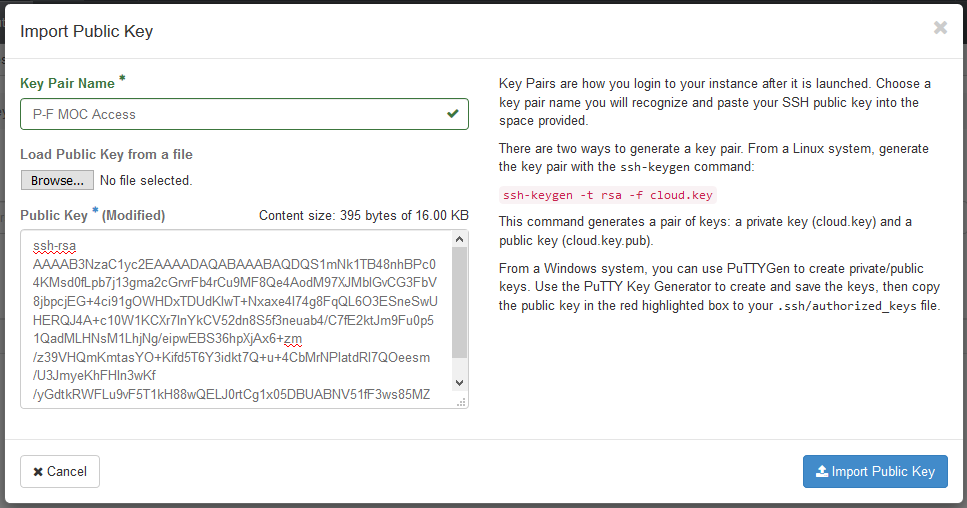 Import Public Key
Key Pair Name *
P-F MOC Access
Load Public Key from a file
Browse... No file selected.
Public Key * (Modified) Content size: 395 bytes of 16.00 KB
ssh-rsa
AAAAB3NzaC1yc2EAAAADAQABAAABAQDQS1mNk1TB48nhBPc0
4KMsd0fLpb7j13gma2cGrvrFb4rCu9MF8Qe4AodM97XJMblGvCG3FbV
8jbpcjEG+4ci91gOWHDxTDUdKlwT+Nxaxe4l74g8FqQL6O3ESneSwU
HERQJ4A+c10W1KCXr7lnYkCV52dn8S5f3neuab4/C7fE2ktJm9Fu0p5
1QadMLHNsM1LhjNg/eipwEBS36hpXjAx6+zm
/z39VHQmKmtasYO+Kifd5T6Y3idkt7Q+u+4CbMrNPlatdRl7QOeesm
/U3JmyeKhFHln3wKf
/yGdtkRWFLu9vF5T1kH88wQELJ0rtCg1x05DBUABNV51fF3ws85MZ
Key Pairs are how you login to your instance after it is launched. Choose a
key pair name you will recognize and paste your SSH public key into the
space provided.
There are two ways to generate a key pair. From a Linux system, generate
the key pair with the ssh-keygen command:
ssh-keygen -t rsa -f cloud.key
This command generates a pair of keys: a private key (cloud.key) and a
public key (cloud.key.pub).
From a Windows system, you can use PuTTYGen to create private/public
keys. Use the PuTTY Key Generator to create and save the keys, then copy
the public key in the red highlighted box to your .ssh/authorized_keys file.
Cancel
Import Public Key